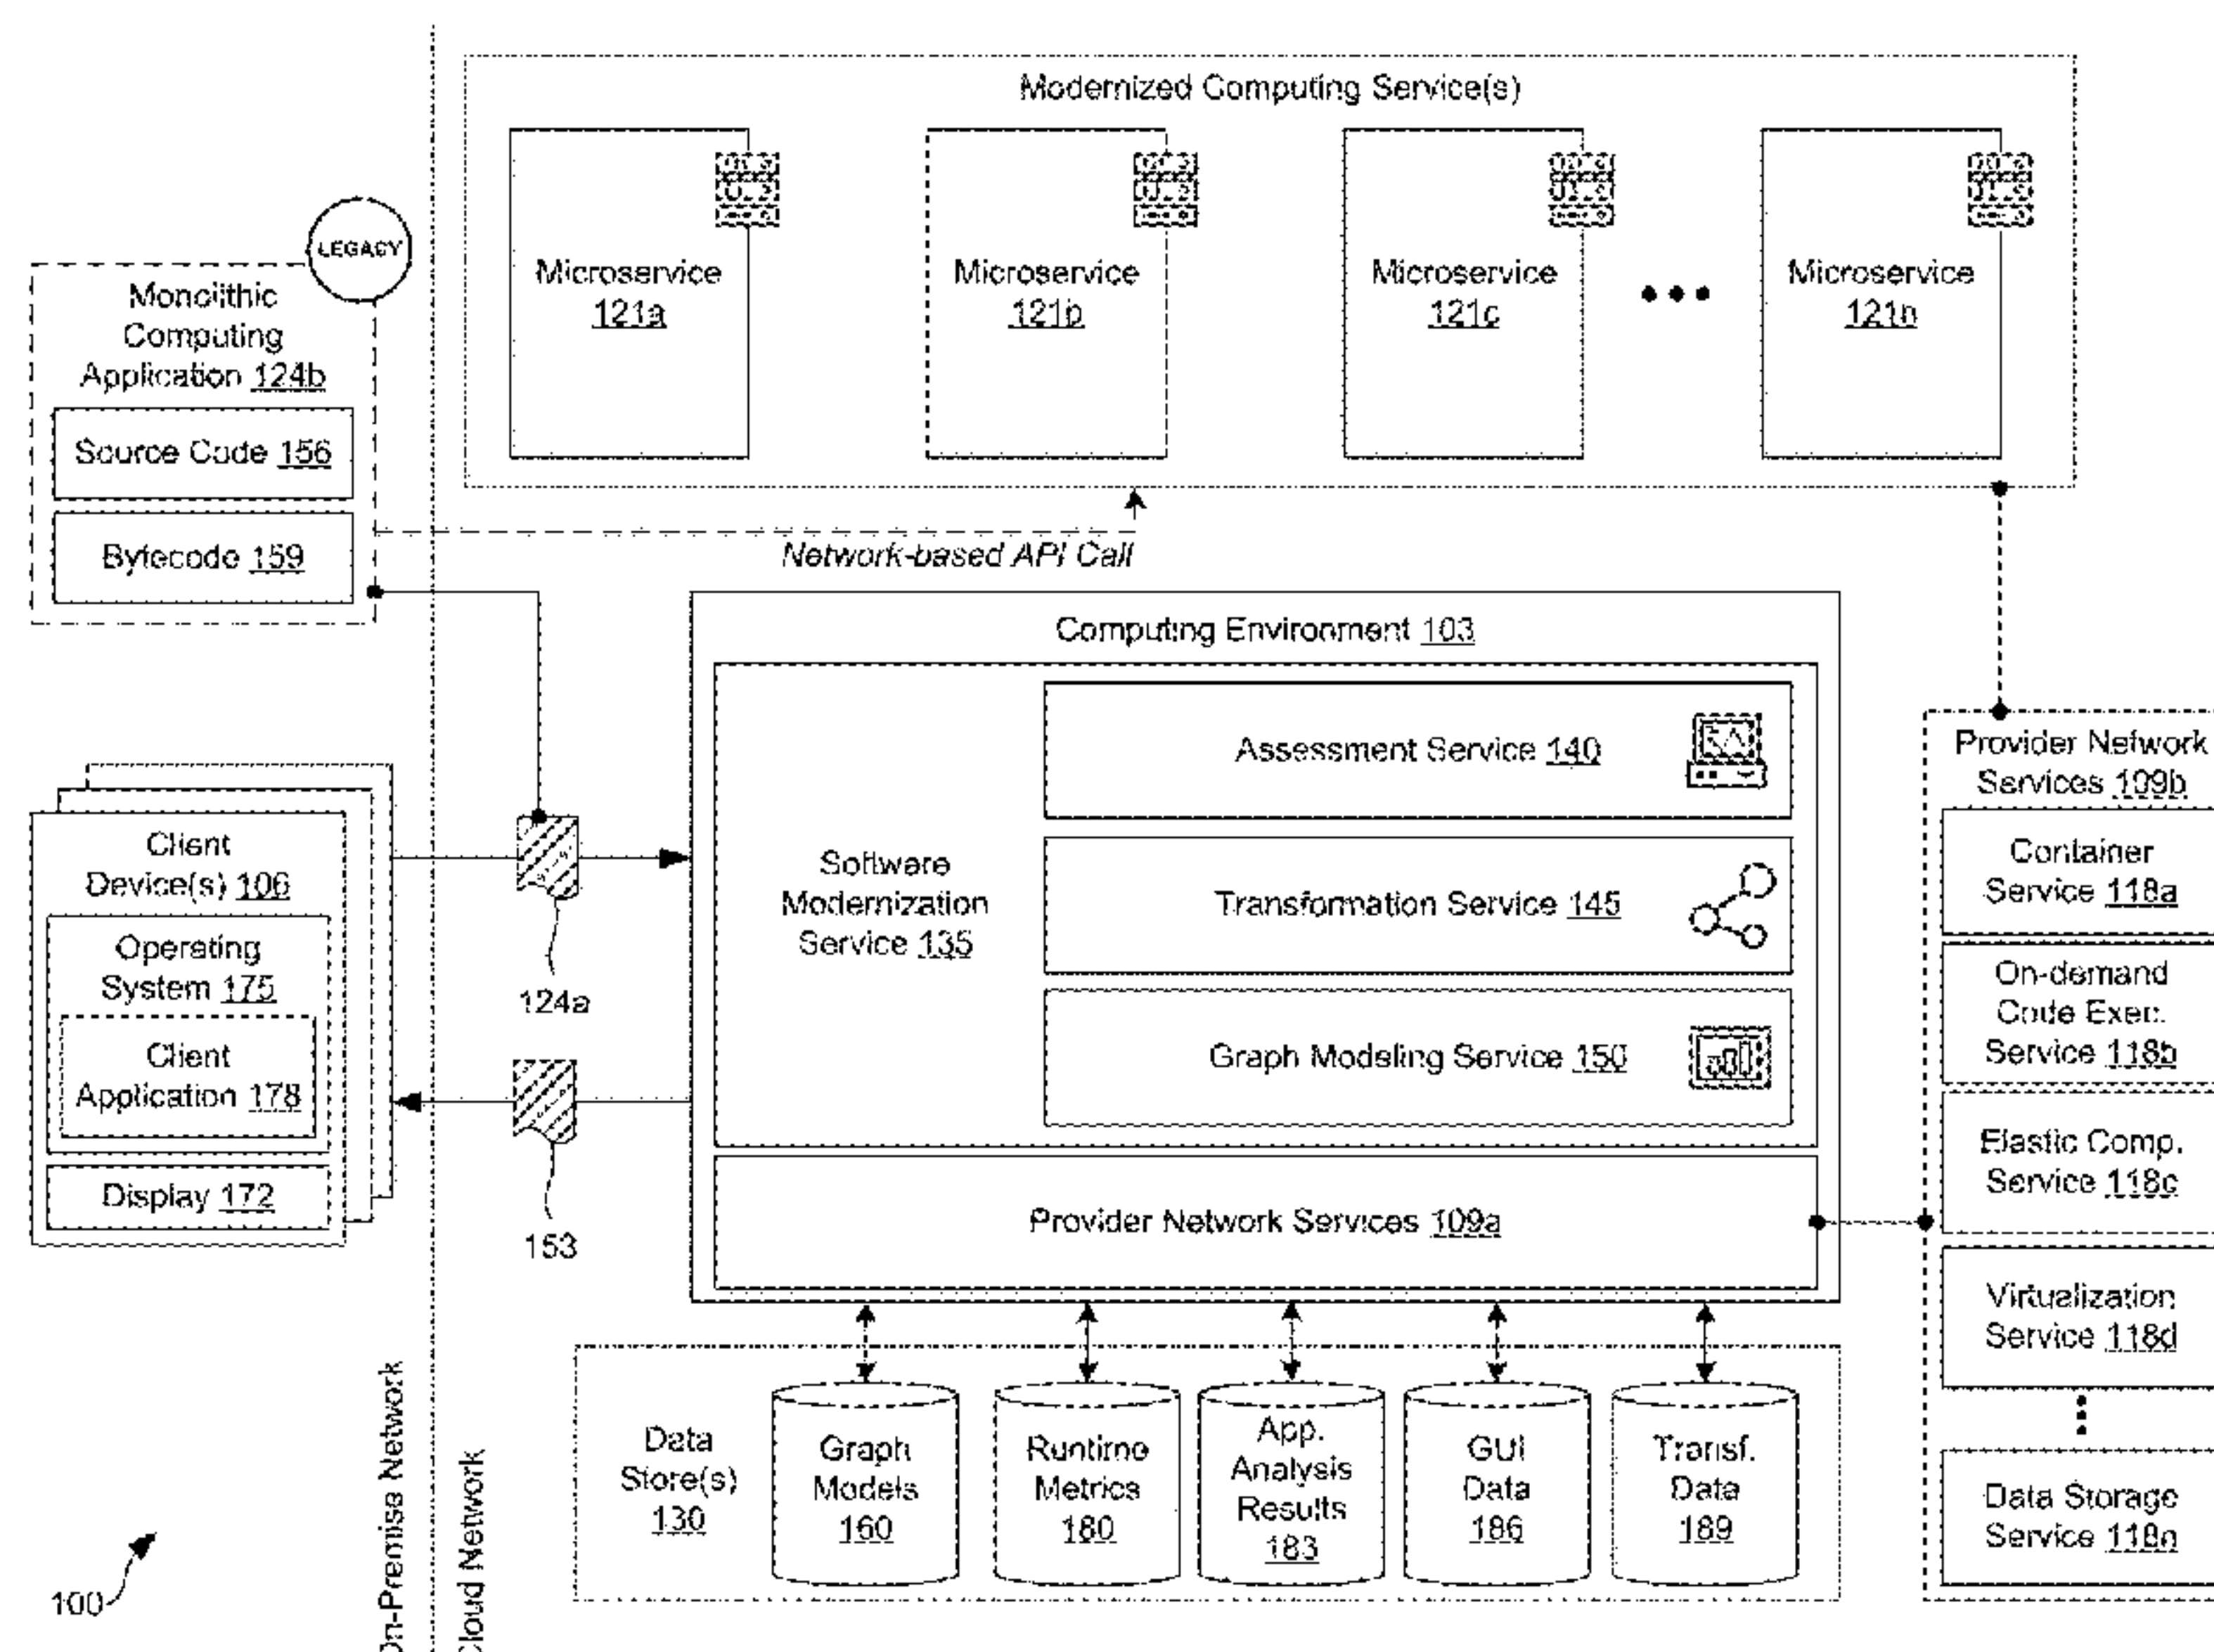 Modernized Computing Service(s)
Microservice
121a
Microservice
121b
Microservice
121c
Microservice
121n
LEGACY
Monolithic
Computing
Application 124b
Source Code 156
Bytecode 159
Network-based API Call
Computing Environment 103
Software
Modernization
Service 135
Assessment Service 140
Transformation Service 145
Graph Modeling Service 150
Provider Network Services 109a
Client
Device(s) 106
Operating
System 175
Client
Application 178
Display 172
124a
153
Provider Network
Services 109b
Container
Service 118a
On-demand
Code Exec.
Service 118b
Elastic Comp.
Service 118c
Virtualization
Service 118d
Data Storage
Service 118n
Data
Store(s)
130
Graph
Models
160
Runtime
Metrics
180
App.
Analysis
Results
183
GUI
Data
186
Transf.
Data
189
100
On-Premise Network
Cloud Network